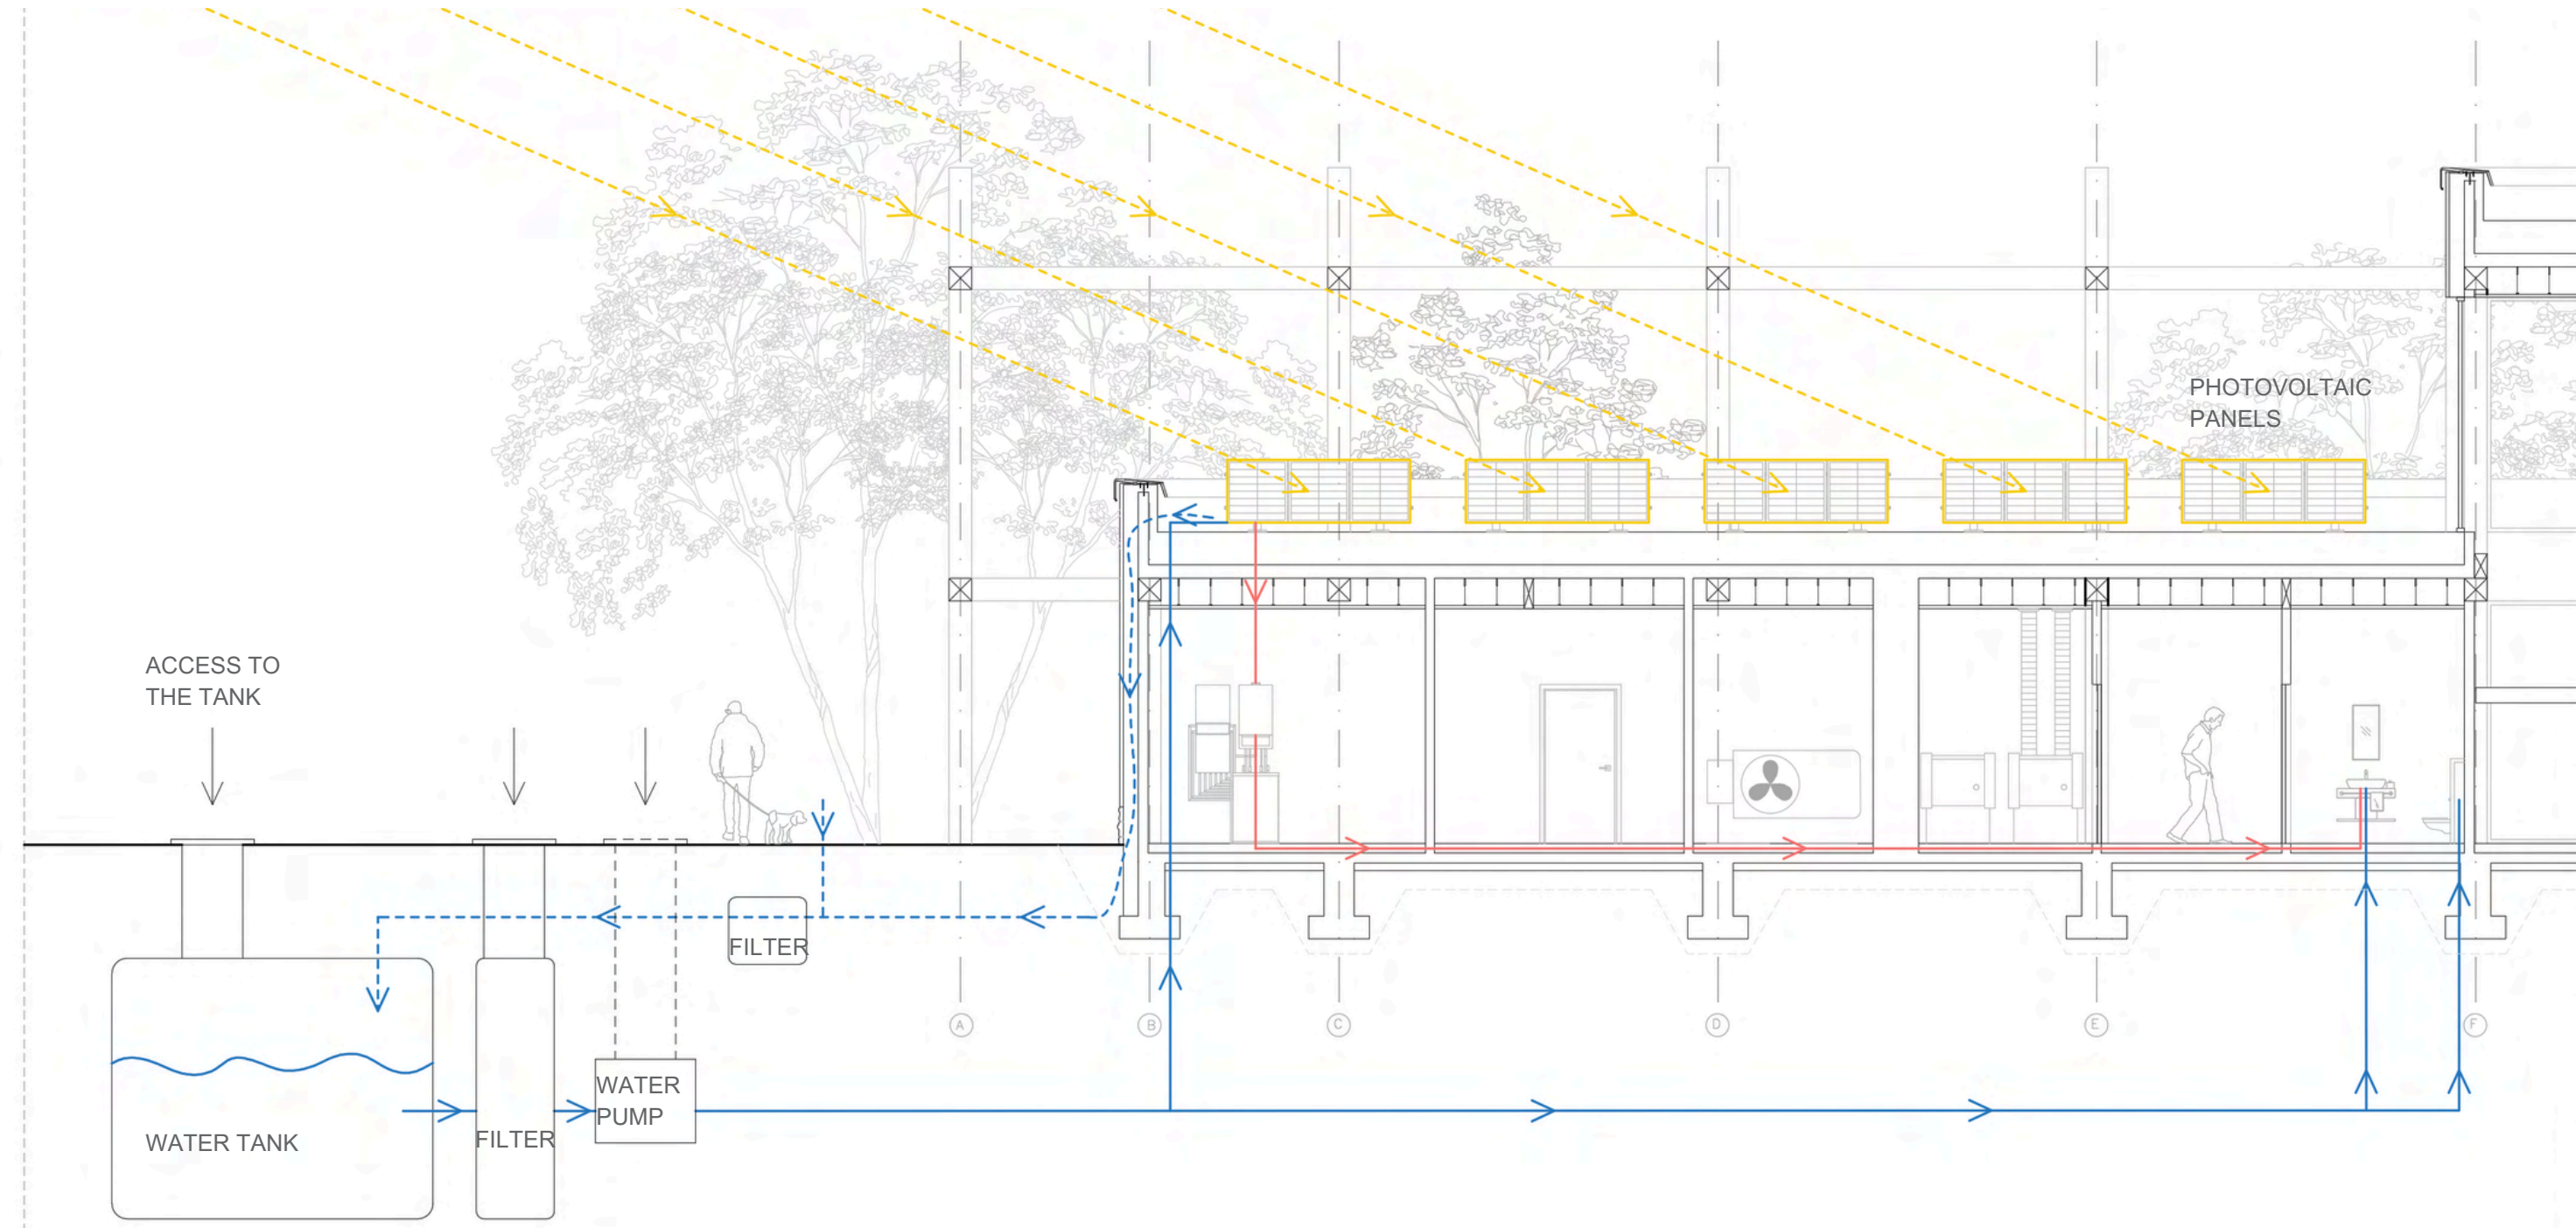 PHOTOVOLTAIC
PANELS
ACCESS TO
THE TANK
FILTER
A
B
C
D
E
F
WATER
PUMP
WATER TANK
FILTER